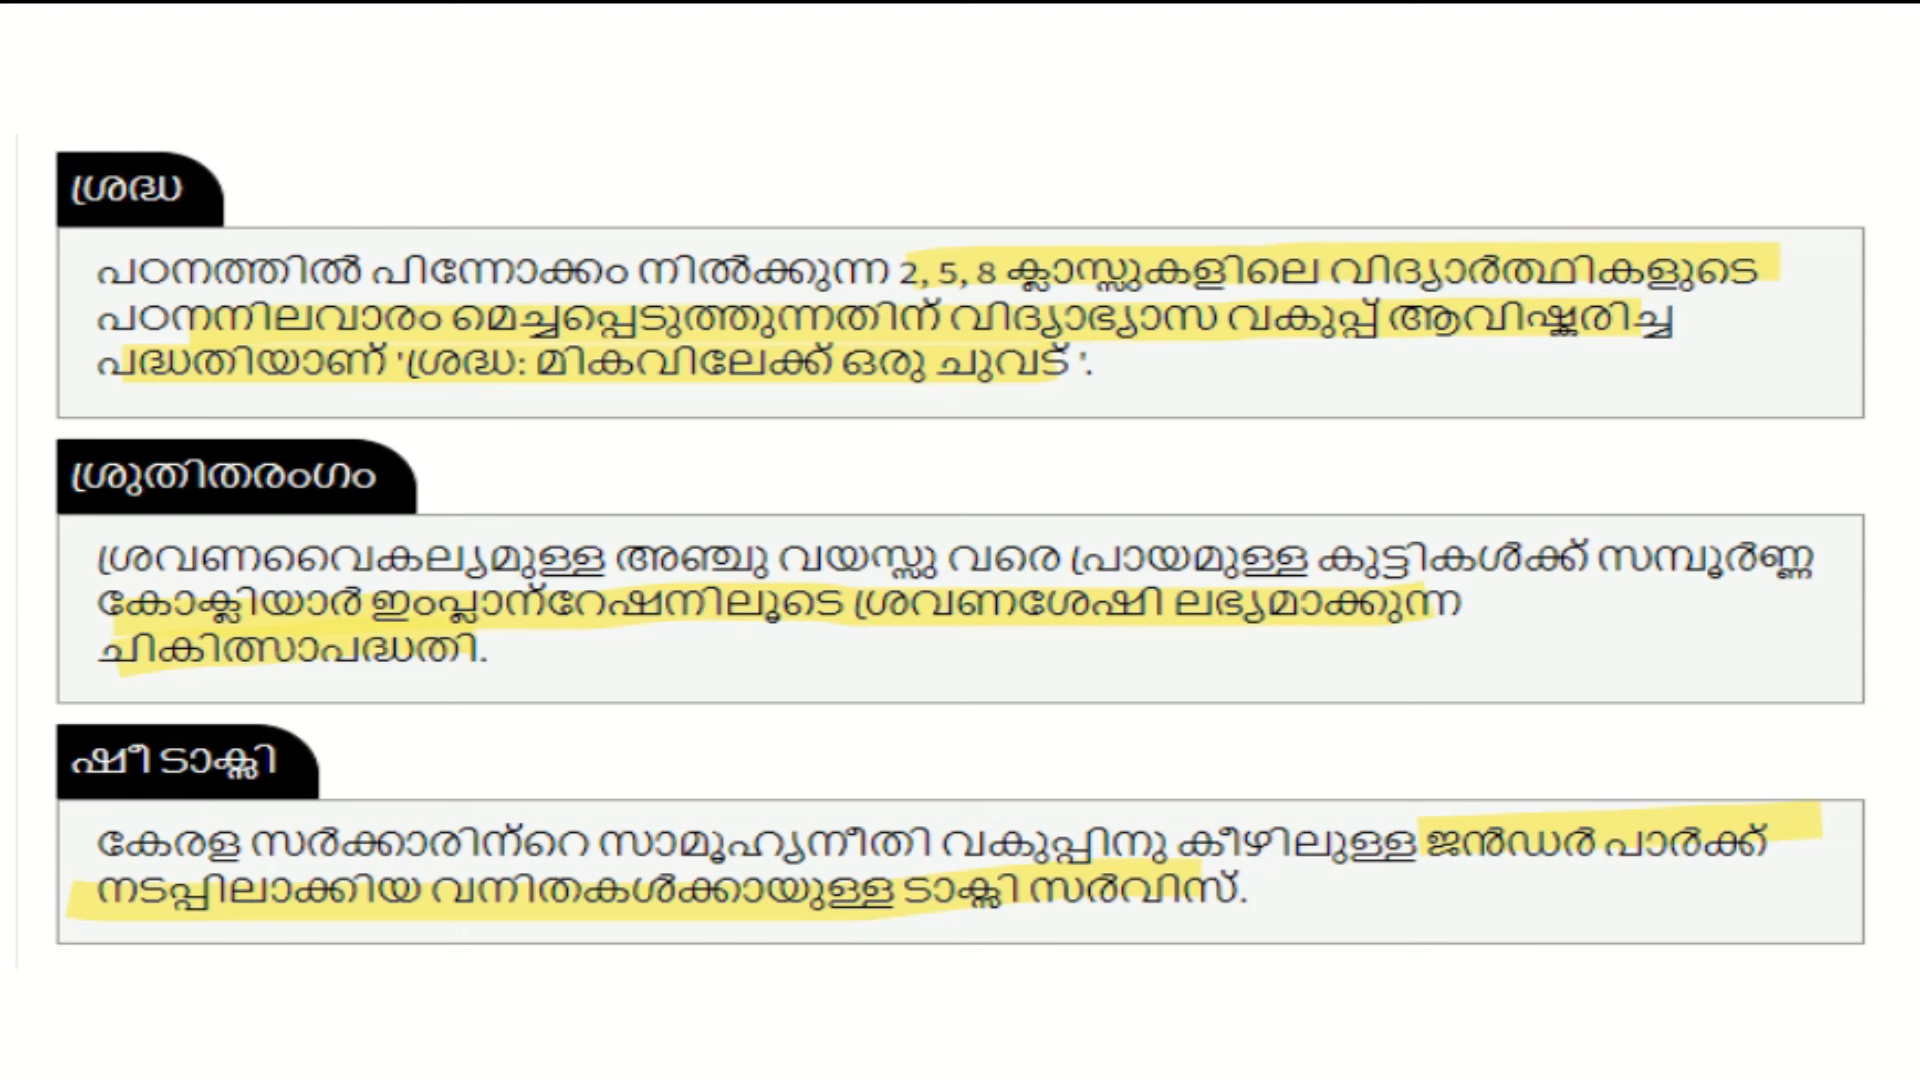 ശ്രദ്ധ
പഠനത്തിൽ പിന്നോക്കം നിൽക്കുന്ന 2, 5, 8 ക്ലാസ്സുകളിലെ വിദ്യാർത്ഥികളുടെ
പഠനനിലവാരം മെച്ചപ്പെടുത്തുന്നതിന് വിദ്യാഭ്യാസ വകുപ്പ് ആവിഷ്കരിച്ച
പദ്ധതിയാണ് 'ശ്രദ്ധ: മികവിലേക്ക് ഒരു ചുവട് '.
ശ്രുതിതരംഗം
ശ്രവണവൈകല്യമുള്ള അഞ്ചു വയസ്സു വരെ പ്രായമുള്ള കുട്ടികൾക്ക് സമ്പൂർണ്ണ
കോക്ലിയാർ ഇംപ്ലാന്റേഷനിലൂടെ ശ്രവണശേഷി ലഭ്യമാക്കുന്ന
ചികിത്സാപദ്ധതി.
ഷീ ടാക്സി
കേരള സർക്കാരിന്റെ സാമൂഹ്യനീതി വകുപ്പിനു കീഴിലുള്ള ജൻഡർ പാർക്ക്
നടപ്പിലാക്കിയ വനിതകൾക്കായുള്ള ടാക്സി സർവിസ്.